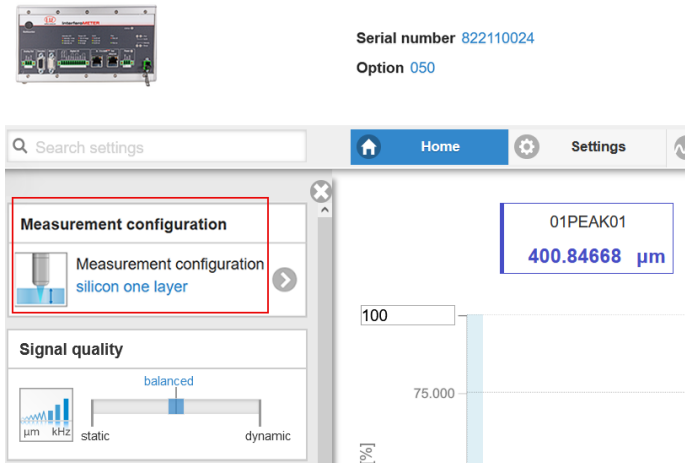 interferoMETER
Serial number 822110024
Option 050
Search settings
Home
Settings
Measurement configuration
Measurement configuration
silicon one layer
01PEAK01
400.84668 µm
Signal quality
balanced
µm kHz
static
dynamic
100
75.000
[%]